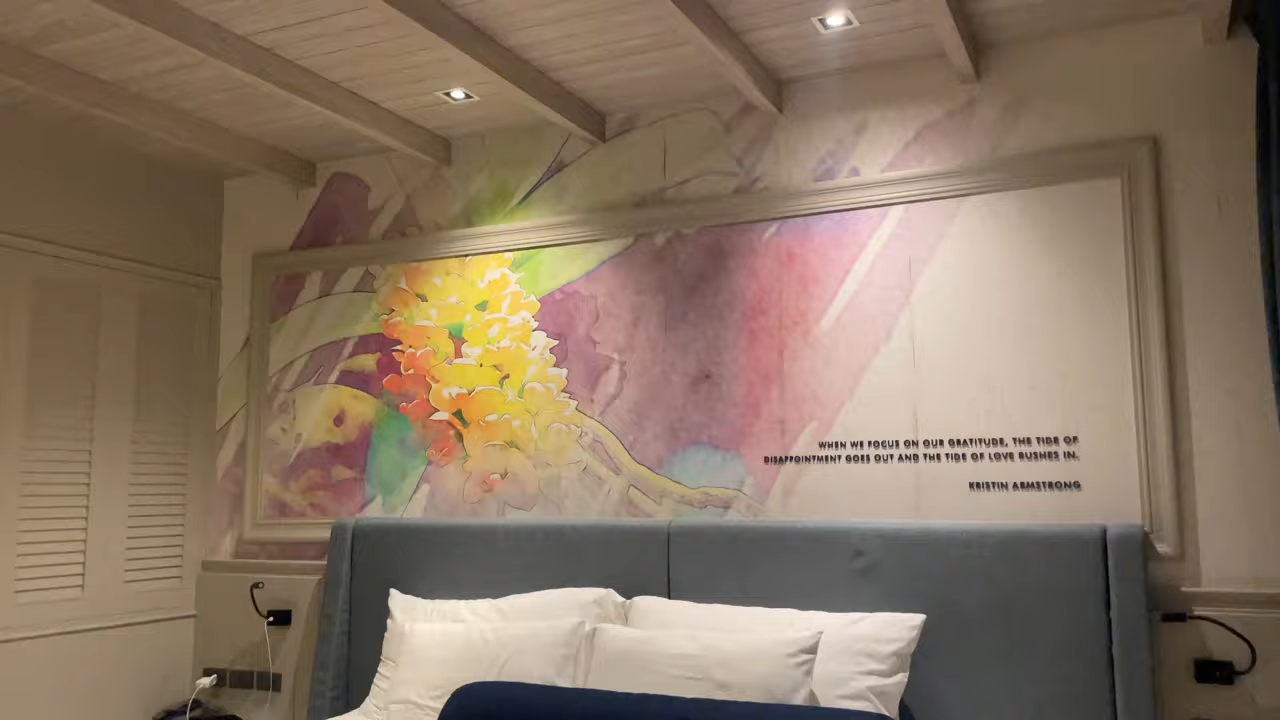 WHEN WE FOCUS ON OUR GRATITUDE, THE TIDE OF
DISAPPOINTMENT GOES OUT AND THE TIDE OF LOVE RUSHES IN.
KRISTIN ARMSTRONG